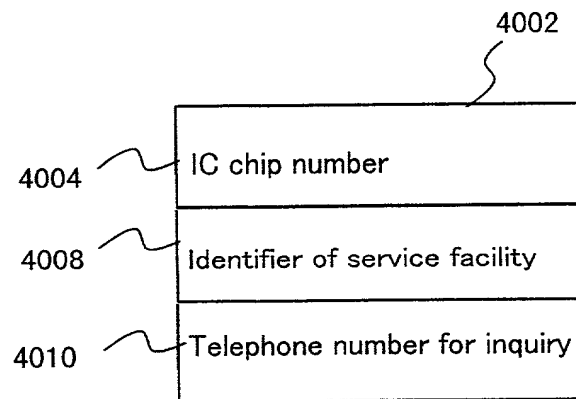 4002
4004 IC chip number
4008 Identifier of service facility
4010 Telephone number for inquiry